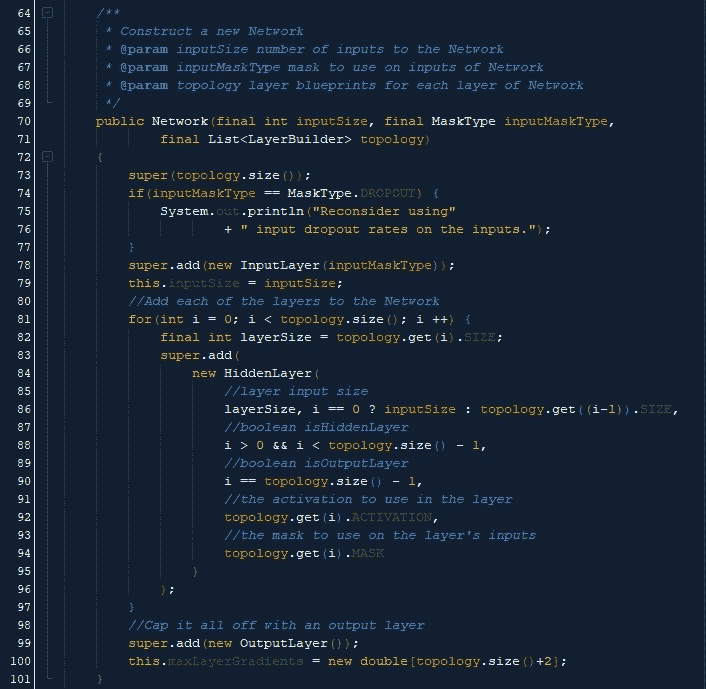 64 /**
65 * Construct a new Network
66 * @param inputSize number of inputs to the Network
67 * @param inputMaskType mask to use on inputs of Network
68 * @param topology layer blueprints for each layer of Network
69 */
70 public Network(final int inputSize, final MaskType inputMaskType,
71 final List<LayerBuilder> topology)
72 {
73 super(topology.size());
74 if(inputMaskType == MaskType.DROPOUT) {
75 System.out.println("Reconsider using"
76 + " input dropout rates on the inputs.");
77 }
78 super.add(new InputLayer(inputMaskType));
79 this.inputSize = inputSize;
80 //Add each of the layers to the Network
81 for(int i = 0; i < topology.size(); i ++) {
82 final int layerSize = topology.get(i).SIZE;
83 super.add(
84 new HiddenLayer(
85 //layer input size
86 layerSize, i == 0 ? inputSize : topology.get((i-1)).SIZE,
87 //boolean isHiddenLayer
88 i > 0 && i < topology.size() - 1,
89 //boolean isOutputLayer
90 i == topology.size() - 1,
91 //the activation to use in the layer
92 topology.get(i).ACTIVATION,
93 //the mask to use on the layer's inputs
94 topology.get(i).MASK
95 )
96 );
97 }
98 //Cap it all off with an output layer
99 super.add(new OutputLayer());
100 this.maxLayerGradients = new double[topology.size()+2];
101 }